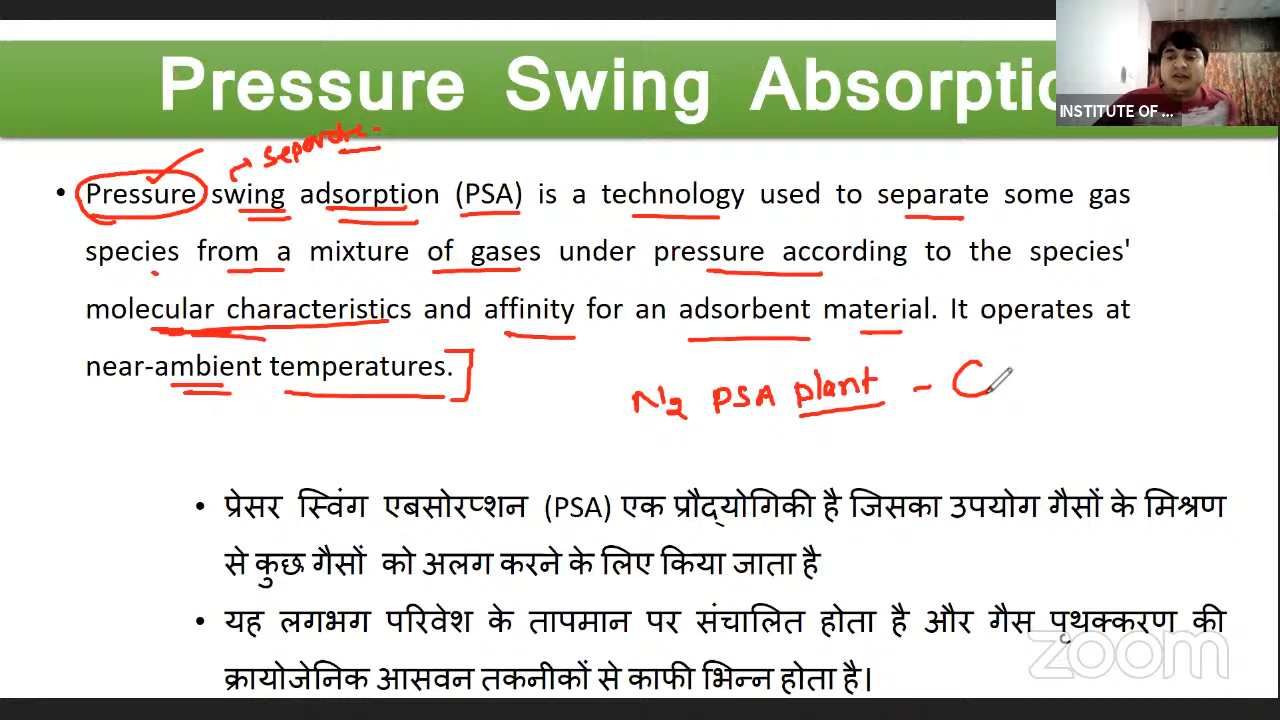 Pressure Swing Absorptio
INSTITUTE OF ...
separate -
• Pressure swing adsorption (PSA) is a technology used to separate some gas
species from a mixture of gases under pressure according to the species'
molecular characteristics and affinity for an adsorbent material. It operates at
near-ambient temperatures.
N2 PSA plant - C
• प्रेसर स्विंग एबसोरप्शन (PSA) एक प्रौद्योगिकी है जिसका उपयोग गैसों के मिश्रण
से कुछ गैसों को अलग करने के लिए किया जाता है
• यह लगभग परिवेश के तापमान पर संचालित होता है और गैस पृथक्करण की
क्रायोजेनिक आसवन तकनीकों से काफी भिन्न होता है।
zoom